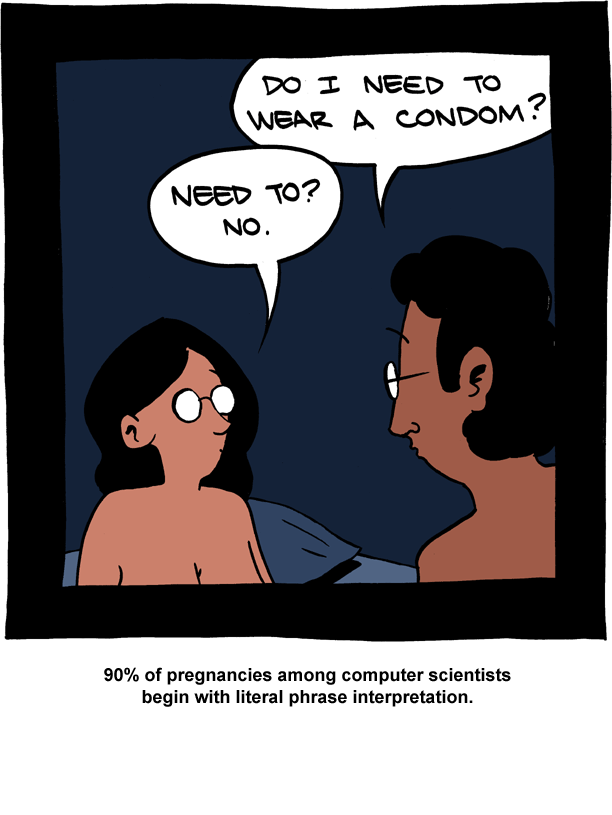 DO I NEED TO
WEAR A CONDOM?
NEED TO?
NO.
90% of pregnancies among computer scientists
begin with literal phrase interpretation.